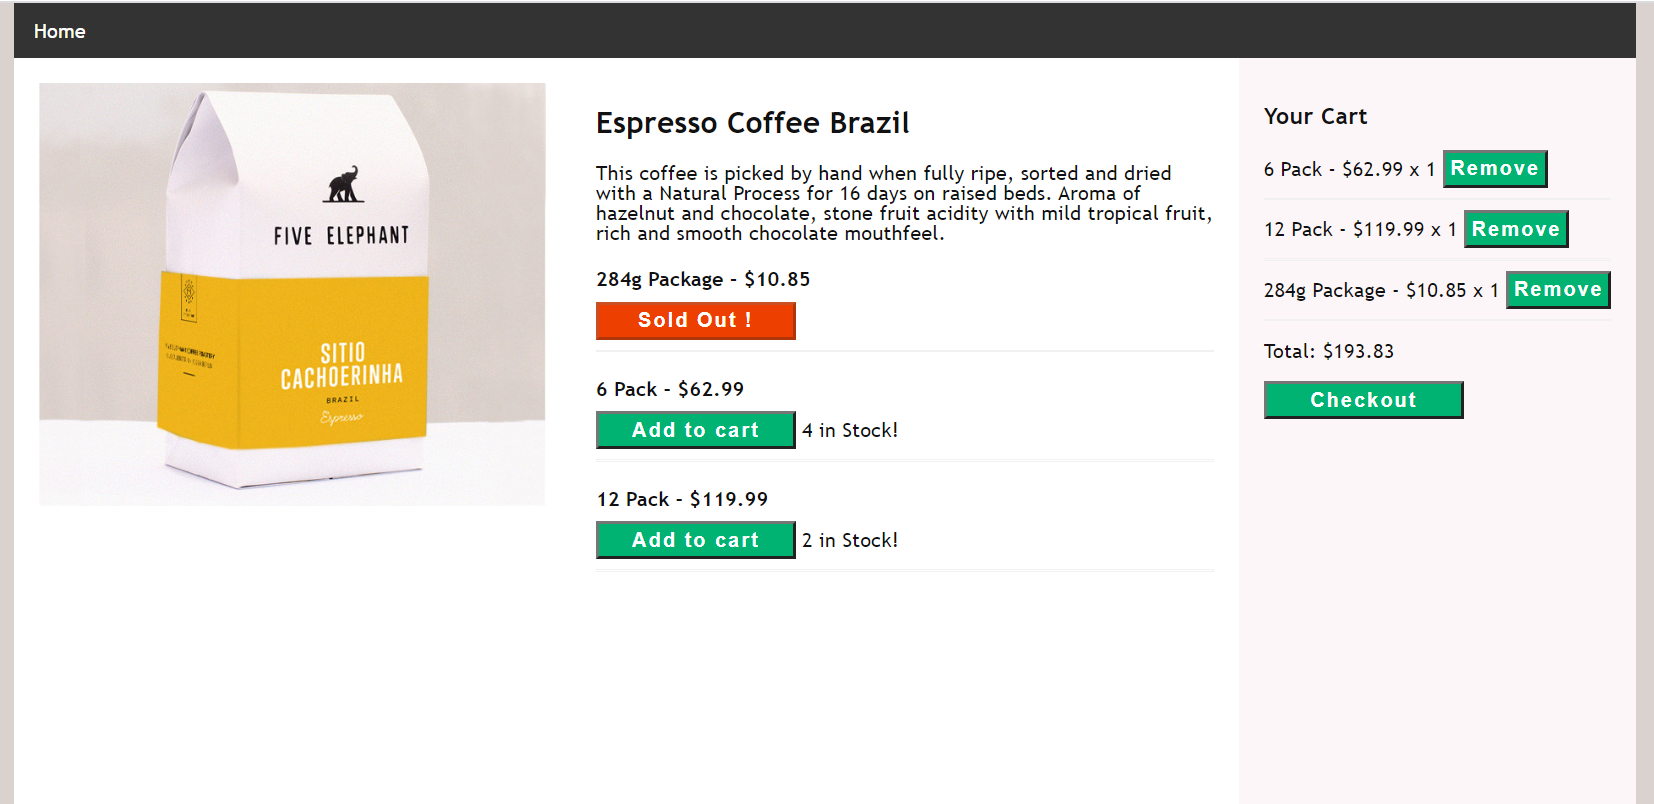 Home
FIVE ELEPHANT
SITIO
CACHOERINHA
BRAZIL
Espresso
Espresso Coffee Brazil
This coffee is picked by hand when fully ripe, sorted and dried
with a Natural Process for 16 days on raised beds. Aroma of
hazelnut and chocolate, stone fruit acidity with mild tropical fruit,
rich and smooth chocolate mouthfeel.
284g Package - $10.85
Sold Out !
6 Pack - $62.99
Add to cart 4 in Stock!
12 Pack - $119.99
Add to cart 2 in Stock!
Your Cart
6 Pack - $62.99 x 1 Remove
12 Pack - $119.99 x 1 Remove
284g Package - $10.85 x 1 Remove
Total: $193.83
Checkout